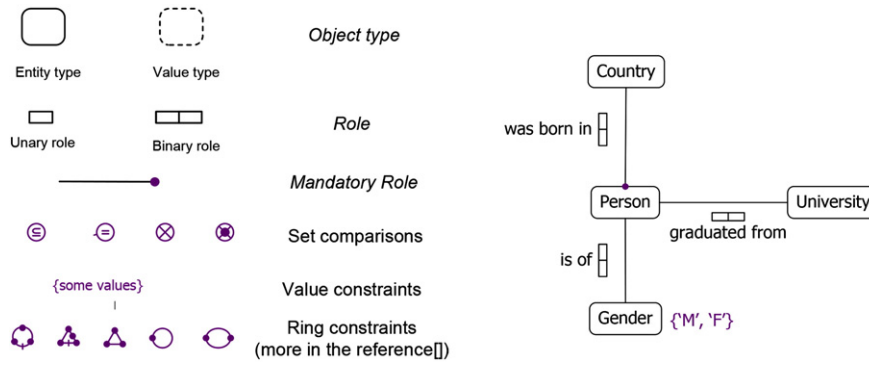 Object type
Entity type
Value type
Role
Unary role
Binary role
Mandatory Role
⊆
=
Set comparisons
{some values}
Value constraints
Ring constraints
(more in the reference[])
Country
was born in
Person
University
graduated from
is of
Gender
{‘M’, ‘F’}